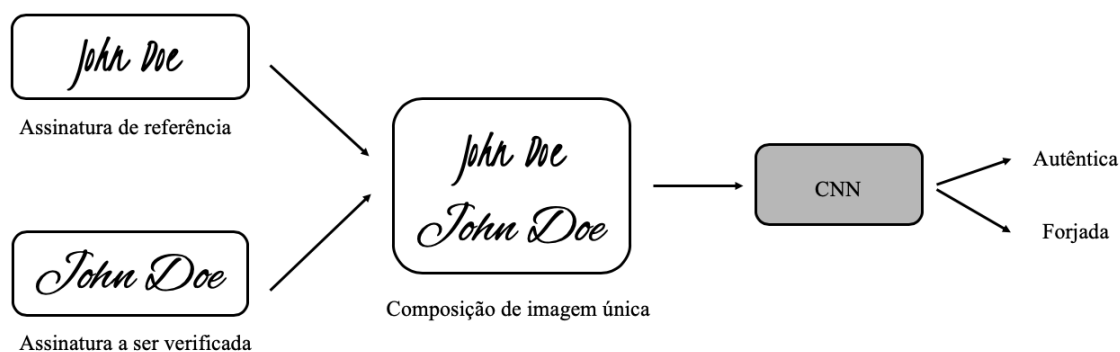 John Doe
Assinatura de referência
John Doe
Assinatura a ser verificada
John Doe
John Doe
Composição de imagem única
CNN
Autêntica
Forjada